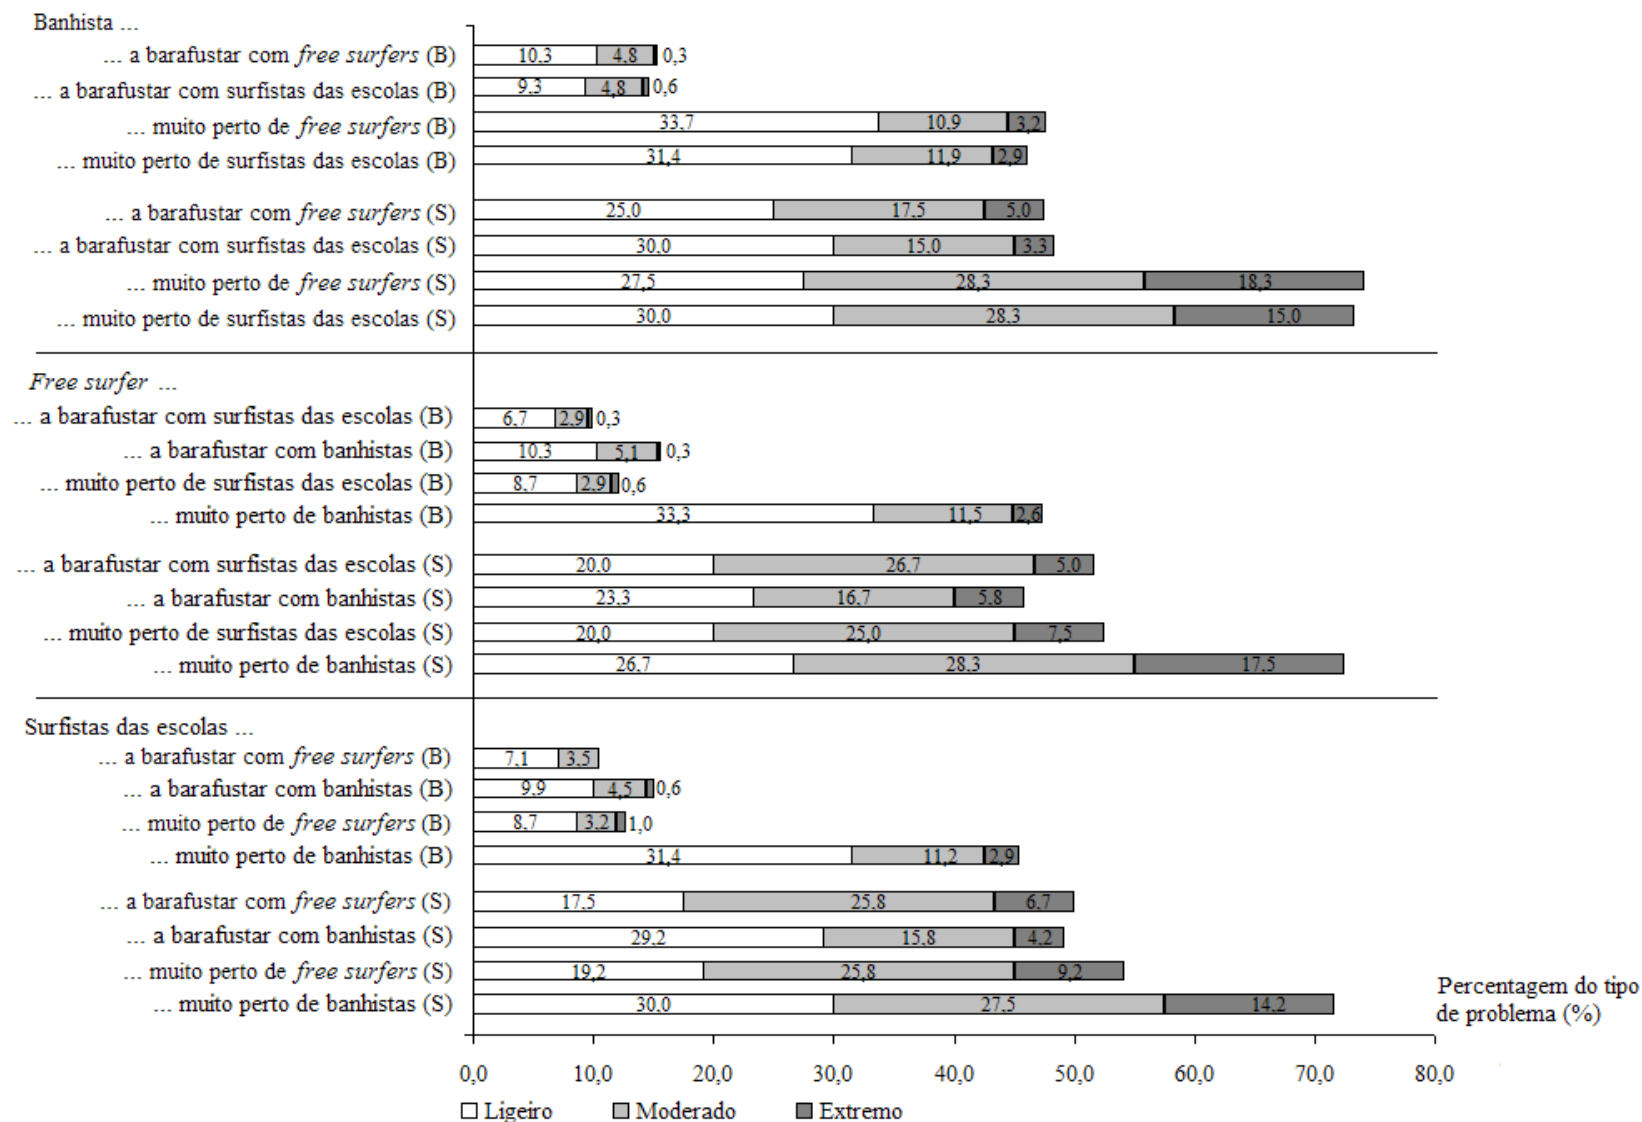 Banhista ...
... a barafustar com free surfers (B) 10,3 4,8 0,3
... a barafustar com surfistas das escolas (B) 9,3 4,8 0,6
... muito perto de free surfers (B) 33,7 10,9 3,2
... muito perto de surfistas das escolas (B) 31,4 11,9 2,9
... a barafustar com free surfers (S) 25,0 17,5 5,0
... a barafustar com surfistas das escolas (S) 30,0 15,0 3,3
... muito perto de free surfers (S) 27,5 28,3 18,3
... muito perto de surfistas das escolas (S) 30,0 28,3 15,0
Free surfer ...
... a barafustar com surfistas das escolas (B) 6,7 2,9 0,3
... a barafustar com banhistas (B) 10,3 5,1 0,3
... muito perto de surfistas das escolas (B) 8,7 2,9 0,6
... muito perto de banhistas (B) 33,3 11,5 2,6
... a barafustar com surfistas das escolas (S) 20,0 26,7 5,0
... a barafustar com banhistas (S) 23,3 16,7 5,8
... muito perto de surfistas das escolas (S) 20,0 25,0 7,5
... muito perto de banhistas (S) 26,7 28,3 17,5
Surfistas das escolas ...
... a barafustar com free surfers (B) 7,1 3,5
... a barafustar com banhistas (B) 9,9 4,5 0,6
... muito perto de free surfers (B) 8,7 3,2 1,0
... muito perto de banhistas (B) 31,4 11,2 2,9
... a barafustar com free surfers (S) 17,5 25,8 6,7
... a barafustar com banhistas (S) 29,2 15,8 4,2
... muito perto de free surfers (S) 19,2 25,8 9,2
... muito perto de banhistas (S) 30,0 27,5 14,2
Percentagem do tipo
de problema (%)
0,0 10,0 20,0 30,0 40,0 50,0 60,0 70,0 80,0
Ligeiro Moderado Extremo